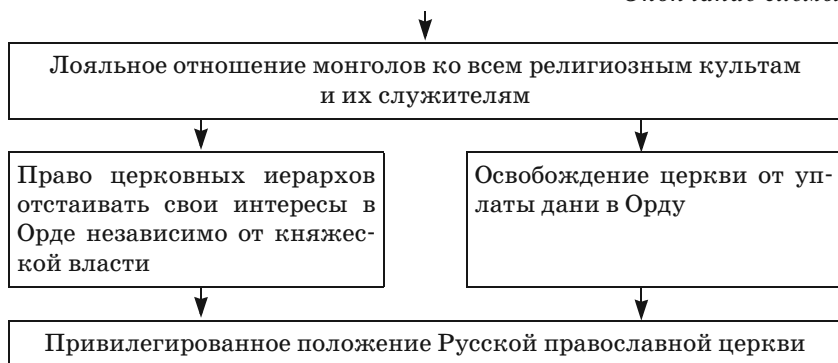 Лояльное отношение монголов ко всем религиозным культам
и их служителям
Право церковных иерархов
отстаивать свои интересы в
Орде независимо от княжес-
кой власти
Освобождение церкви от уп-
латы дани в Орду
Привилегированное положение Русской православной церкви